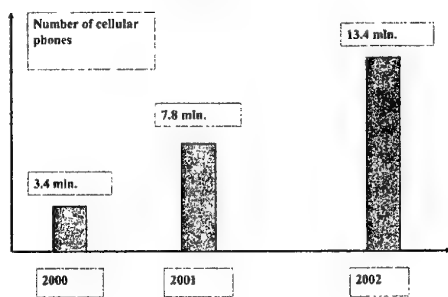 Number of cellular
phones
13.4 mln.
7.8 mln.
3.4 mln.
2000
2001
2002